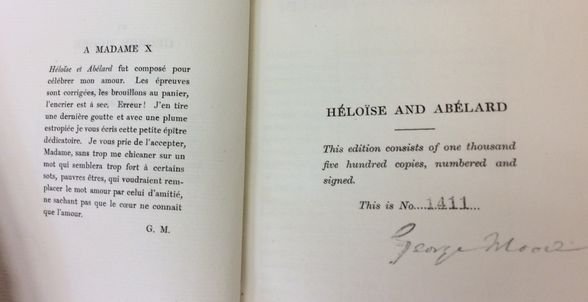 A MADAME X
Héloïse et Abélard fut composé pour
célébrer mon amour. Les épreuves
sont corrigées, les brouillons au panier,
l'encrier est à sec. Erreur! J'en tire
une dernière goutte et avec une plume
estropiée je vous écris cette petite épître
dédicatoire. Je vous prie de l'accepter,
Madame, sans trop me chicaner sur un
mot qui semblera trop fort à certains
sots, pauvres êtres, qui voudraient rem-
placer le mot amour par celui d'amitié,
ne sachant pas que le cœur ne connaît
que l'amour.
G. M.
HÉLOÏSE AND ABÉLARD
This edition consists of one thousand
five hundred copies, numbered and
signed.
This is No....1411...
George Moore